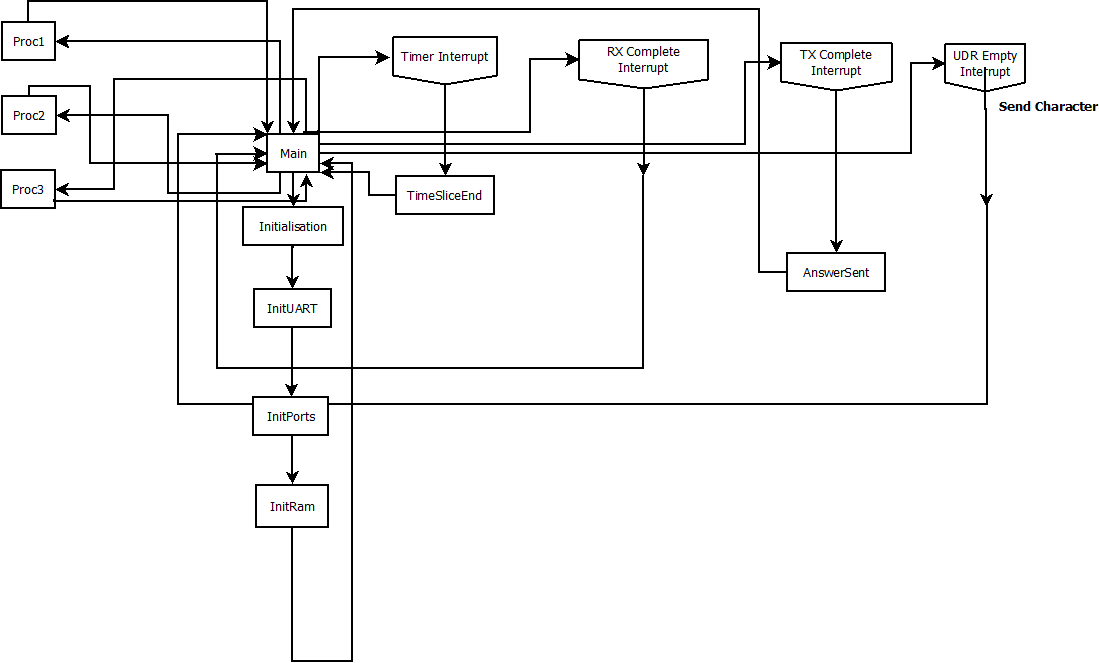 Proc1
Timer Interrupt
RX Complete
Interrupt
TX Complete
Interrupt
UDR Empty
Interrupt
Send Character
Proc2
Main
Proc3
TimeSliceEnd
Initialisation
AnswerSent
InitUART
InitPorts
InitRam